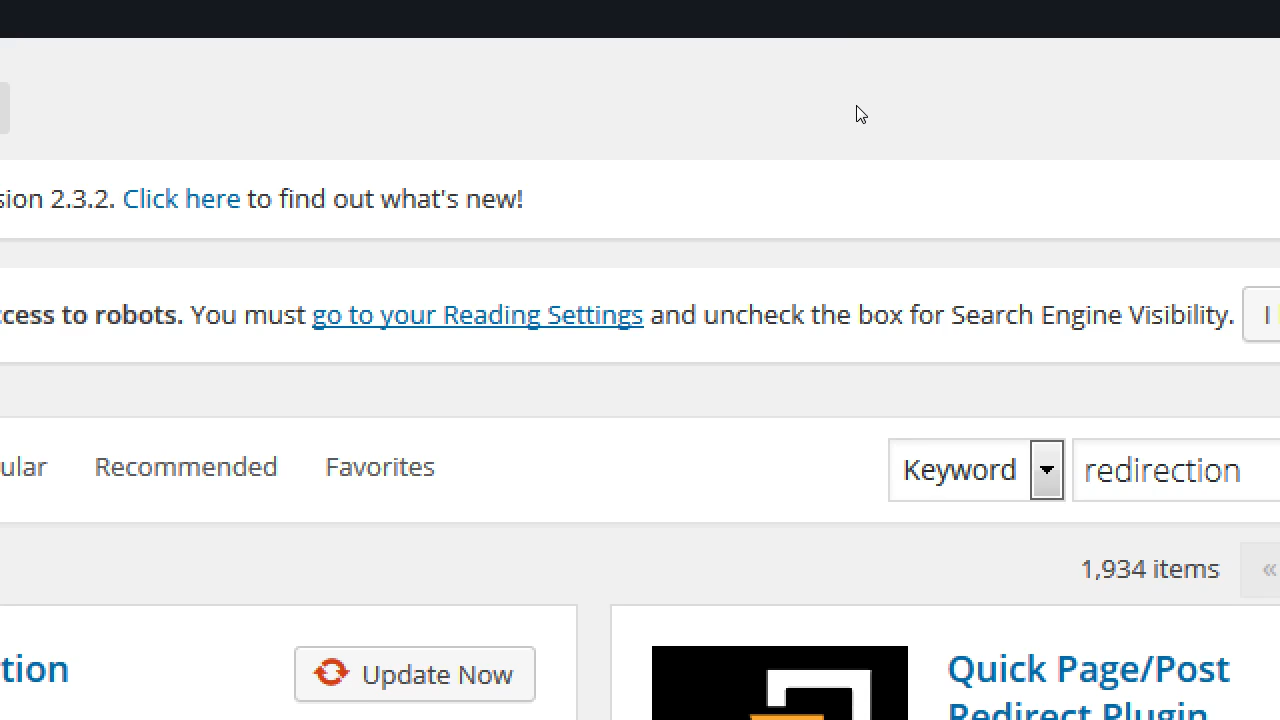 sion 2.3.2. Click here to find out what's new!
cess to robots. You must go to your Reading Settings and uncheck the box for Search Engine Visibility. I
ular Recommended Favorites Keyword redirection
1,934 items «
tion Update Now Quick Page/Post
Redirect Plugin